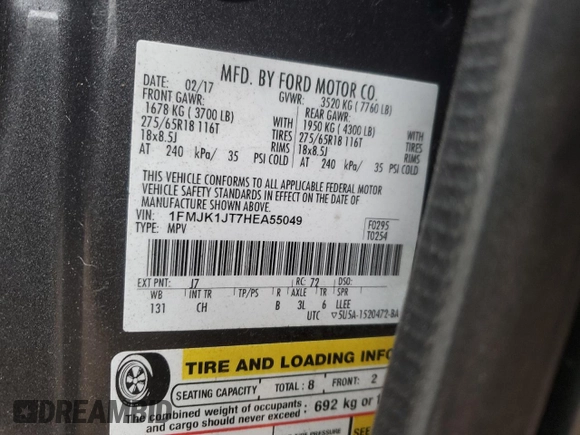 MFD. BY FORD MOTOR CO.
DATE: 02/17 GVWR: 3520 KG ( 7760 LB)
FRONT GAWR: REAR GAWR:
1678 KG ( 3700 LB) WITH 1950 KG ( 4300 LB) WITH
275/65R18 116T TIRES 275/65R18 116T TIRES
18x8.5J RIMS 18x8.5J RIMS
AT 240 kPa/ 35 PSI COLD AT 240 kPa/ 35 PSI COLD
THIS VEHICLE CONFORMS TO ALL APPLICABLE FEDERAL MOTOR
VEHICLE SAFETY STANDARDS IN EFFECT ON THE DATE OF
MANUFACTURE SHOWN ABOVE.
VIN: 1FMJK1JT7HEA55049 F0295
TYPE: MPV T0254
EXT PNT: J7 RC: 72 DSO:
WB INT TR TP/PS R AXLE TR SPR
131 CH B 3L 6 LLEE
UTC ▽5U5A-1520472-BA
TIRE AND LOADING INFO
SEATING CAPACITY TOTAL: 8 FRONT: 2
The combined weight of occupants
and cargo should never exceed: 692 kg or
PRESSURE SEE
DREAMBID